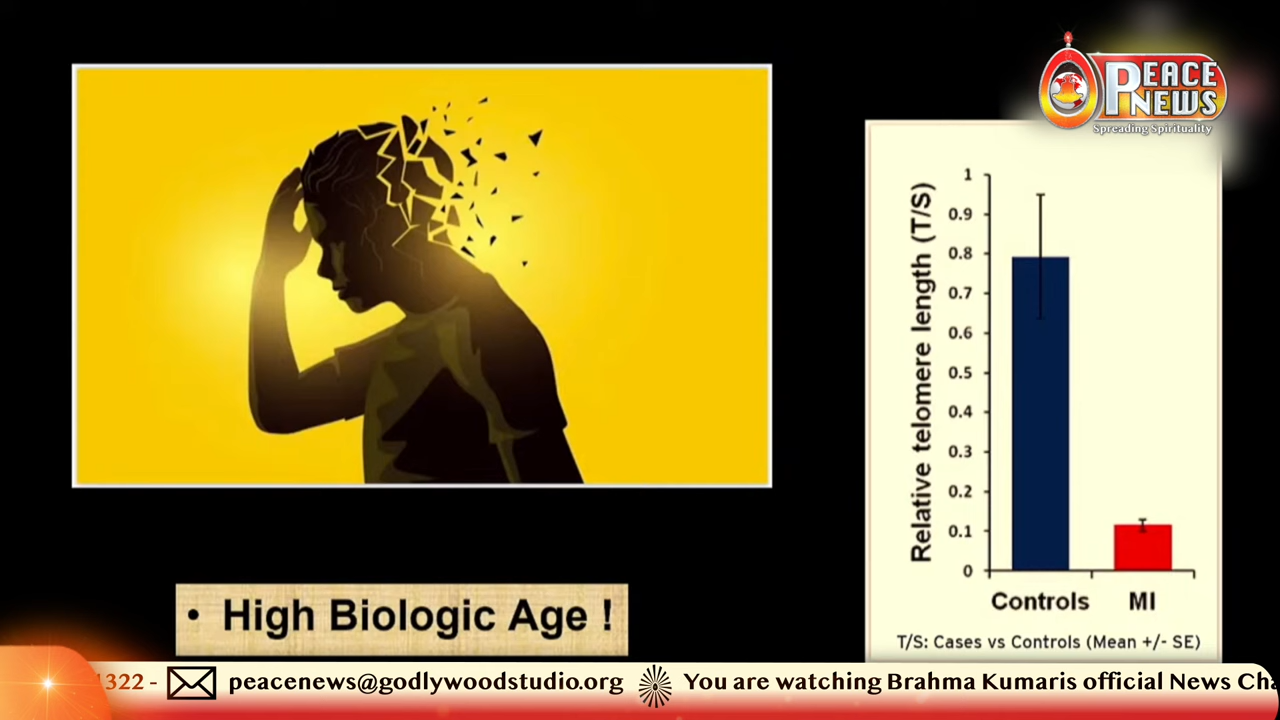 PEACE
NEWS
Spreading Spirituality
Relative telomere length (T/S)
1
0.9
0.8
0.7
0.6
0.5
0.4
0.3
0.2
0.1
0
Controls MI
T/S: Cases vs Controls (Mean +/- SE)
• High Biologic Age !
1322 - peacenews@godlywoodstudio.org You are watching Brahma Kumaris official News